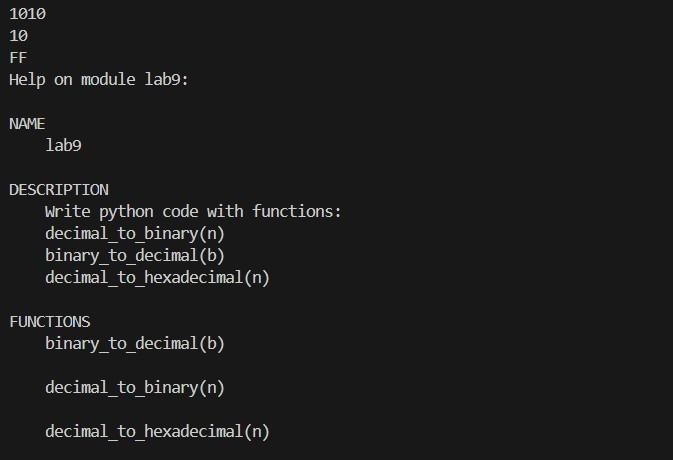 1010
10
FF
Help on module lab9:
NAME
lab9
DESCRIPTION
Write python code with functions:
decimal_to_binary(n)
binary_to_decimal(b)
decimal_to_hexadecimal(n)
FUNCTIONS
binary_to_decimal(b)
decimal_to_binary(n)
decimal_to_hexadecimal(n)